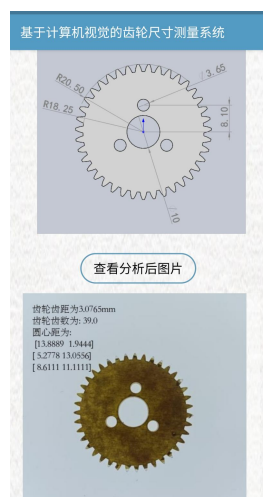 基于计算机视觉的齿轮尺寸测量系统
R20.50
3.65
R18.25
8.10
10
查看分析后图片
齿轮齿距为3.0765mm
齿轮齿数为: 39.0
圆心距为:
[13.8889 1.9444]
[ 5.2778 13.0556]
[ 8.6111 11.1111]